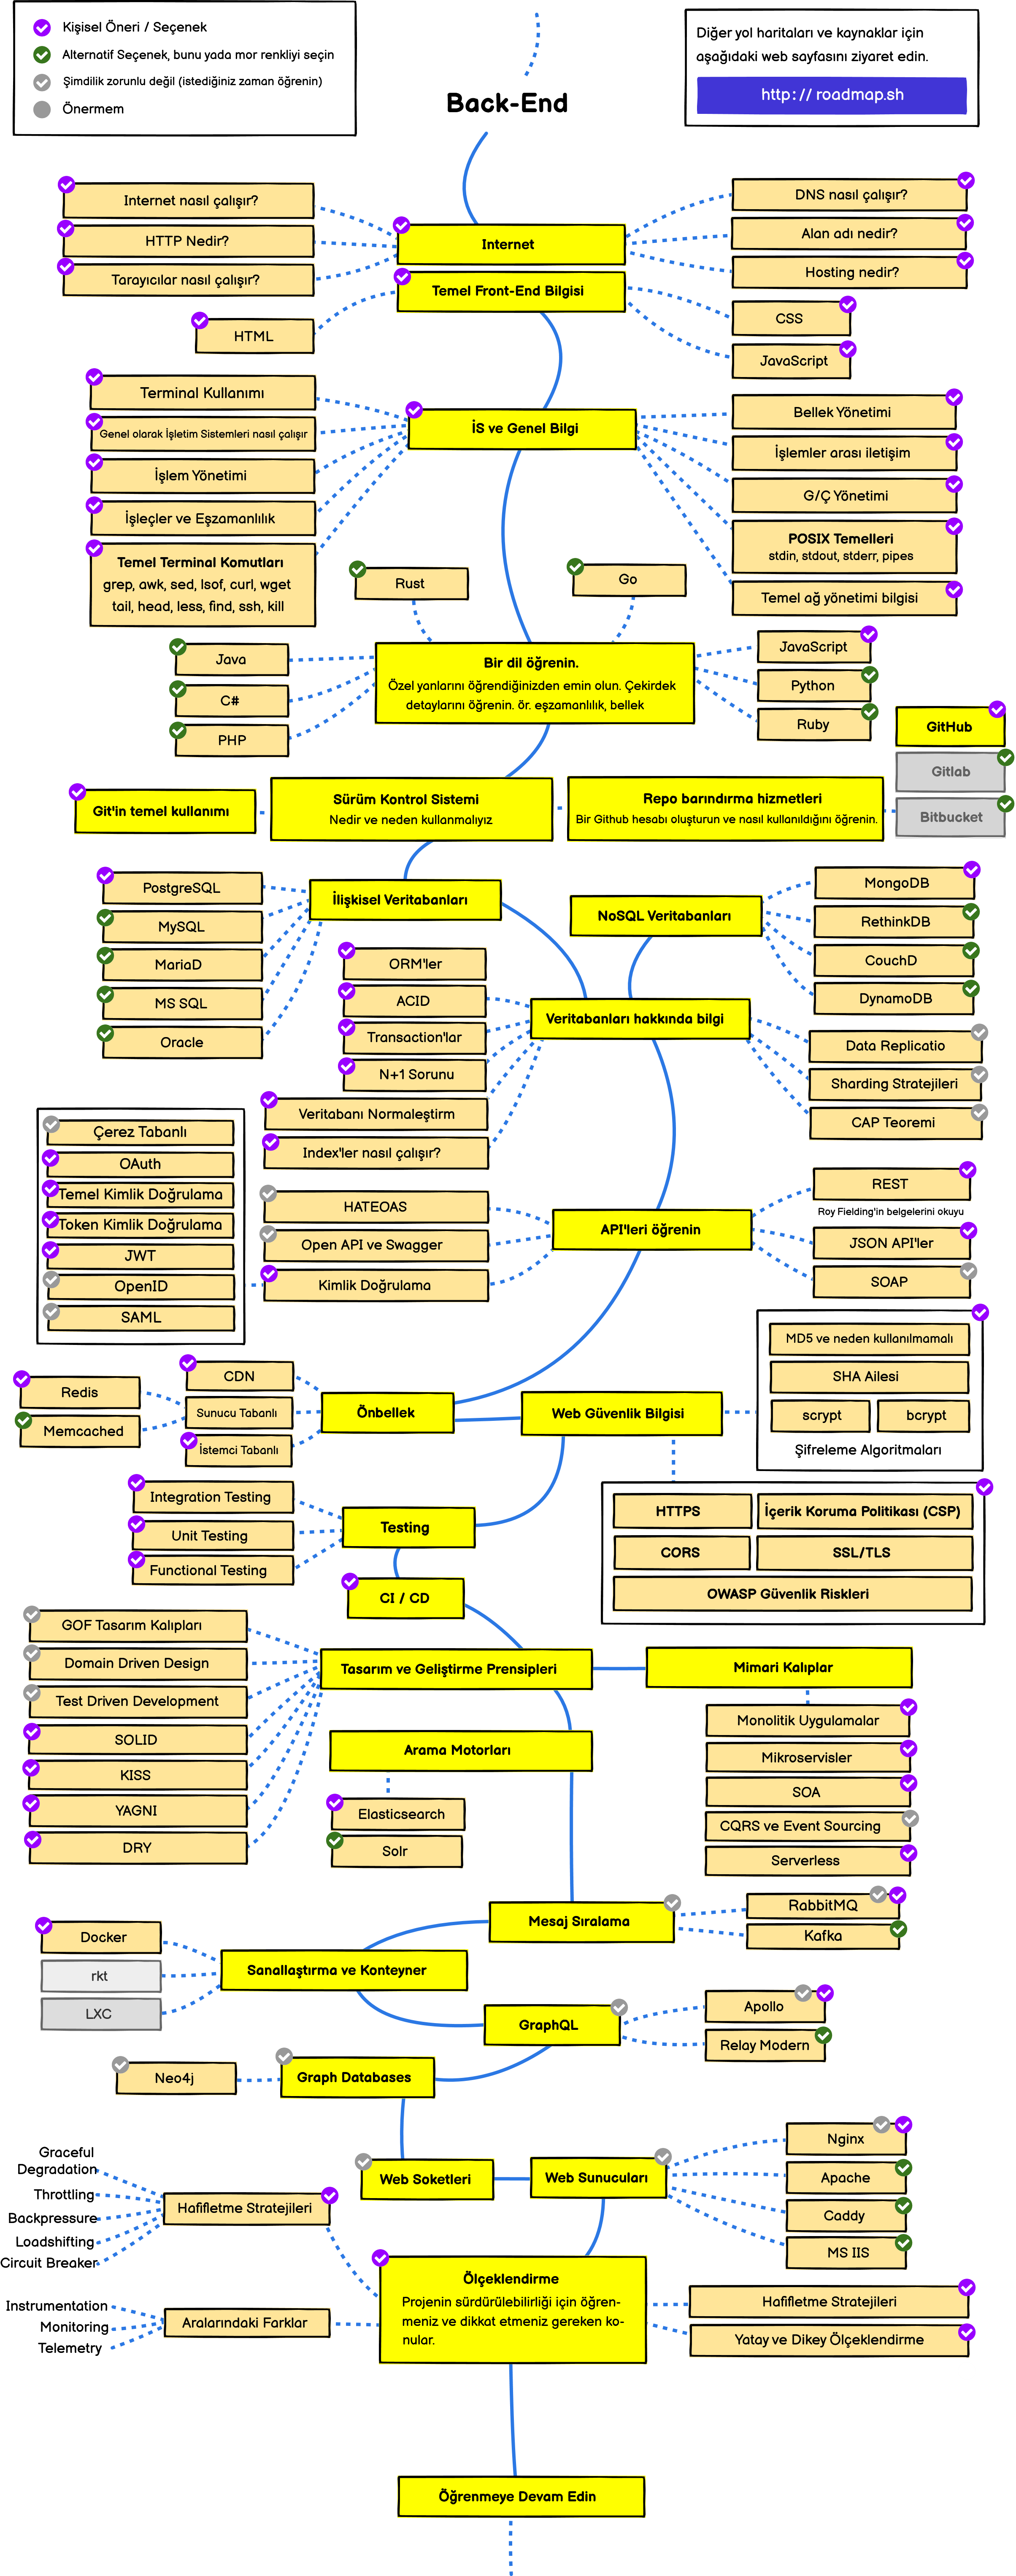 Kişisel Öneri / Seçenek
Alternatif Seçenek, bunu yada mor renkliyi seçin
Şimdilik zorunlu değil (istediğiniz zaman öğrenin)
Önermem
Diğer yol haritaları ve kaynaklar için
aşağıdaki web sayfasını ziyaret edin.
http://roadmap.sh
Back-End
Internet nasıl çalışır?
HTTP Nedir?
Tarayıcılar nasıl çalışır?
Internet
DNS nasıl çalışır?
Alan adı nedir?
Hosting nedir?
Temel Front-End Bilgisi
HTML
CSS
JavaScript
Terminal Kullanımı
Genel olarak İşletim Sistemleri nasıl çalışır
İşlem Yönetimi
İşleçler ve Eşzamanlılık
Temel Terminal Komutları
grep, awk, sed, lsof, curl, wget
tail, head, less, find, ssh, kill
İS ve Genel Bilgi
Bellek Yönetimi
İşlemler arası iletişim
G/Ç Yönetimi
POSIX Temelleri
stdin, stdout, stderr, pipes
Temel ağ yönetimi bilgisi
Rust
Go
Java
C#
PHP
Bir dil öğrenin.
Özel yanlarını öğrendiğinizden emin olun. Çekirdek
detaylarını öğrenin. ör. eşzamanlılık, bellek
JavaScript
Python
Ruby
GitHub
Gitlab
Bitbucket
Git'in temel kullanımı
Sürüm Kontrol Sistemi
Nedir ve neden kullanmalıyız
Repo barındırma hizmetleri
Bir Github hesabı oluşturun ve nasıl kullanıldığını öğrenin.
PostgreSQL
MySQL
MariaD
MS SQL
Oracle
İlişkisel Veritabanları
NoSQL Veritabanları
MongoDB
RethinkDB
CouchD
DynamoDB
ORM'ler
ACID
Transaction'lar
N+1 Sorunu
Veritabanı Normaleştirm
Index'ler nasıl çalışır?
Veritabanları hakkında bilgi
Data Replicatio
Sharding Stratejileri
CAP Teoremi
Çerez Tabanlı
OAuth
Temel Kimlik Doğrulama
Token Kimlik Doğrulama
JWT
OpenID
SAML
HATEOAS
Open API ve Swagger
Kimlik Doğrulama
API'leri öğrenin
REST
Roy Fielding'in belgelerini okuyu
JSON API'ler
SOAP
MD5 ve neden kullanılmamalı
SHA Ailesi
scrypt
bcrypt
Şifreleme Algoritmaları
Redis
Memcached
CDN
Sunucu Tabanlı
İstemci Tabanlı
Önbellek
Web Güvenlik Bilgisi
Integration Testing
Unit Testing
Functional Testing
Testing
HTTPS
İçerik Koruma Politikası (CSP)
CORS
SSL/TLS
OWASP Güvenlik Riskleri
CI / CD
GOF Tasarım Kalıpları
Domain Driven Design
Test Driven Development
SOLID
KISS
YAGNI
DRY
Tasarım ve Geliştirme Prensipleri
Mimari Kalıplar
Monolitik Uygulamalar
Mikroservisler
SOA
CQRS ve Event Sourcing
Serverless
Arama Motorları
Elasticsearch
Solr
Mesaj Sıralama
RabbitMQ
Kafka
Docker
rkt
LXC
Sanallaştırma ve Konteyner
GraphQL
Apollo
Relay Modern
Neo4j
Graph Databases
Web Soketleri
Web Sunucuları
Nginx
Apache
Caddy
MS IIS
Graceful
Degradation
Throttling
Backpressure
Loadshifting
Circuit Breaker
Hafifletme Stratejileri
Instrumentation
Monitoring
Telemetry
Aralarındaki Farklar
Ölçeklendirme
Projenin sürdürülebilirliği için öğren-
meniz ve dikkat etmeniz gereken ko-
nular.
Hafifletme Stratejileri
Yatay ve Dikey Ölçeklendirme
Öğrenmeye Devam Edin